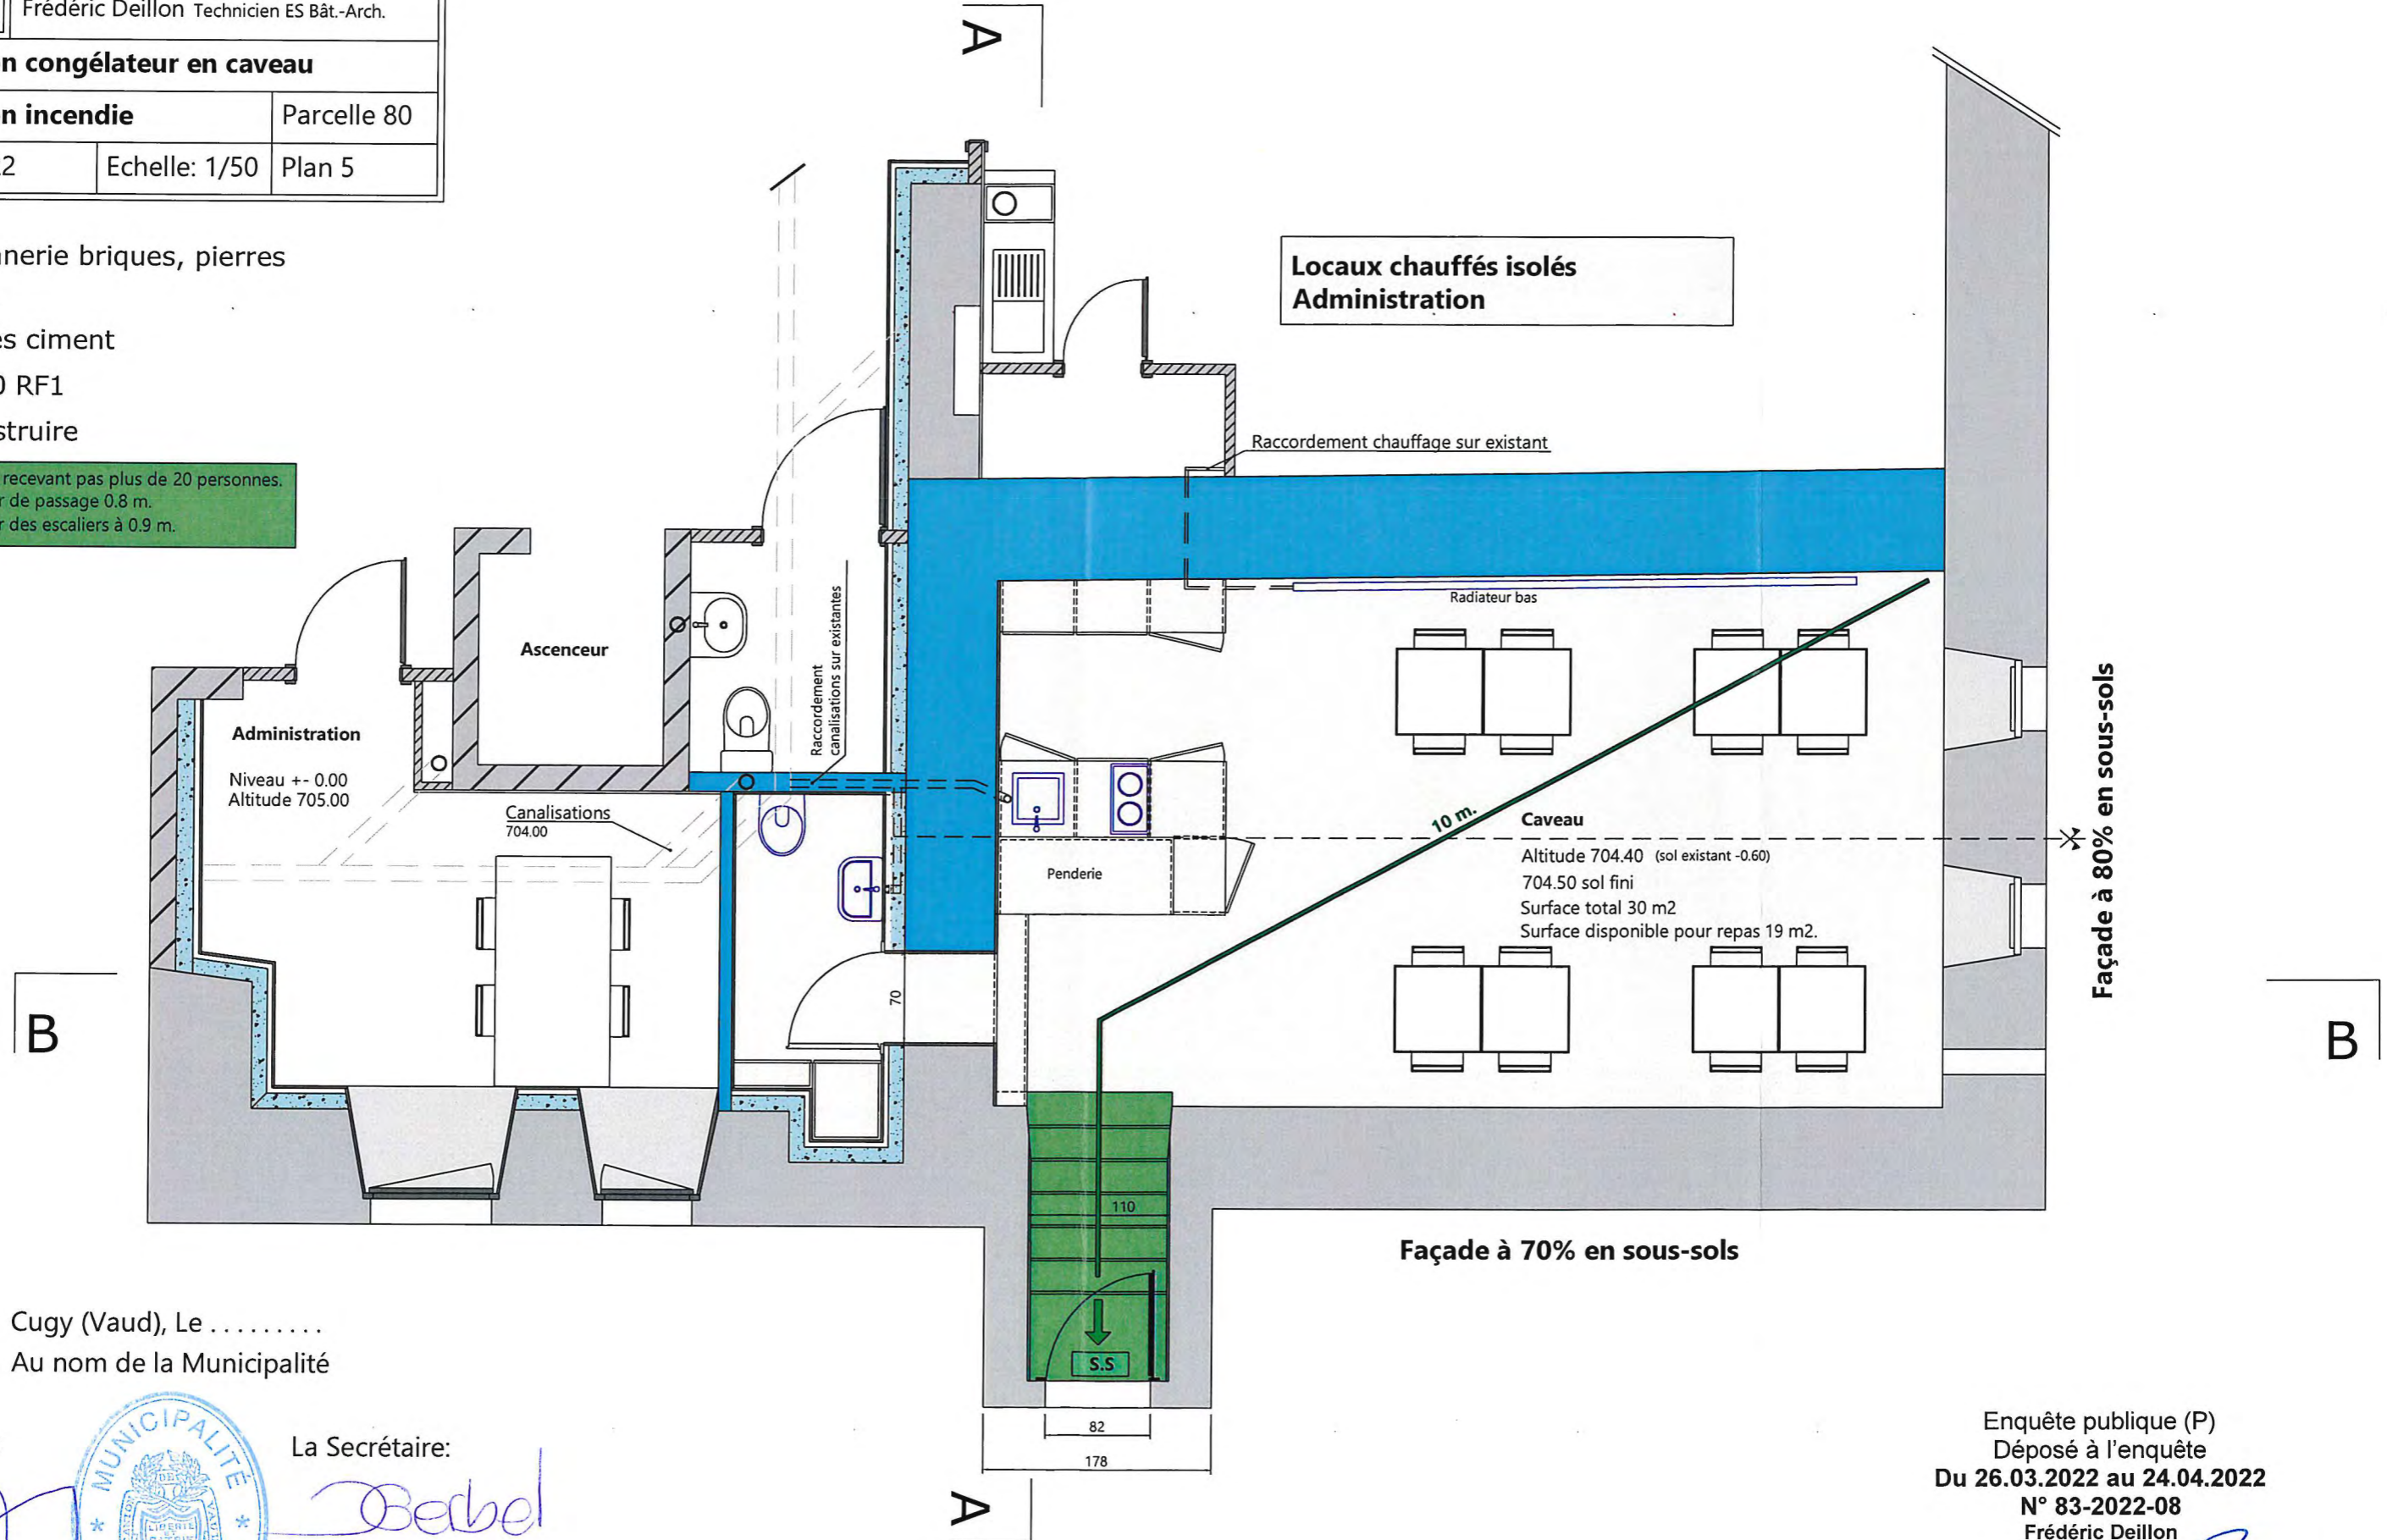 Frédéric Deillon Technicien ES Bât.-Arch.
n congélateur en caveau
n incendie
Parcelle 80
2
Echelle: 1/50
Plan 5
nerie briques, pierres
es ciment
0 RF1
struire
recevant pas plus de 20 personnes.
r de passage 0.8 m.
r des escaliers à 0.9 m.
A
Locaux chauffés isolés
Administration
Raccordement chauffage sur existant
Radiateur bas
Ascenceur
Raccordement
canalisations sur existantes
Administration
Niveau +- 0.00
Altitude 705.00
Canalisations
704.00
Penderie
10 m.
Caveau
Altitude 704.40 (sol existant -0.60)
704.50 sol fini
Surface total 30 m2
Surface disponible pour repas 19 m2.
Façade à 80% en sous-sols
70
B
B
110
S.S
82
178
A
Façade à 70% en sous-sols
Cugy (Vaud), Le . . . . . . . . .
Au nom de la Municipalité
La Secrétaire:
* MUNICIPALITÉ *
LIBERTE
ET
PATRIE
Enquête publique (P)
Déposé à l'enquête
Du 26.03.2022 au 24.04.2022
N° 83-2022-08
Frédéric Deillon